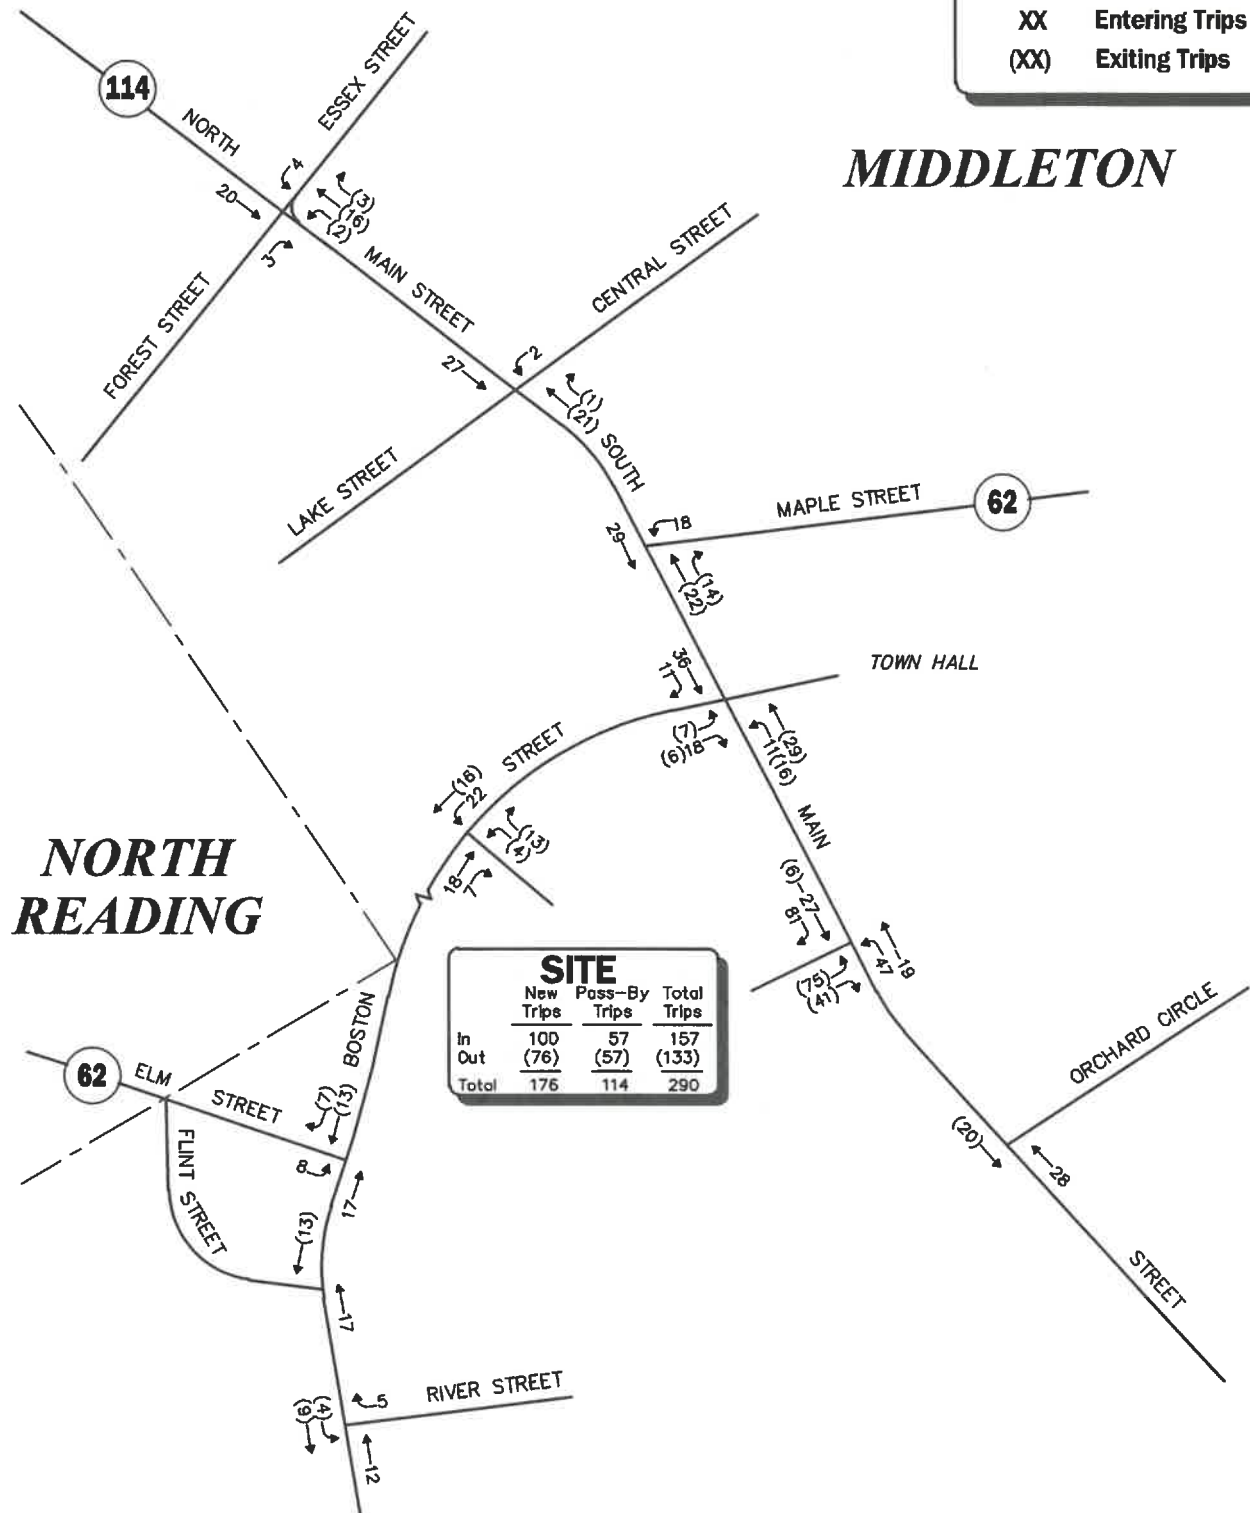 XX Entering Trips
(XX) Exiting Trips
MIDDLETON
114
NORTH
ESSEX STREET
4
20
(3)
(16)
(2)
3
MAIN STREET
FOREST STREET
CENTRAL STREET
2
27
(1)
(21)
SOUTH
LAKE STREET
MAPLE STREET
62
18
29
(14)
(22)
TOWN HALL
36
11
(7)
(6)18
(29)
11(16)
STREET
(16)
22
(13)
(4)
18
7
MAIN
NORTH
READING
(6)-27
81
19
47
(75)
(41)
SITE
New Pass-By Total
Trips Trips Trips
In 100 57 157
Out (76) (57) (133)
Total 176 114 290
BOSTON
ORCHARD CIRCLE
62
ELM
STREET
(7)
(13)
8
17
FLINT STREET
(13)
(20)
28
STREET
17
5
RIVER STREET
(4)
(9)
12